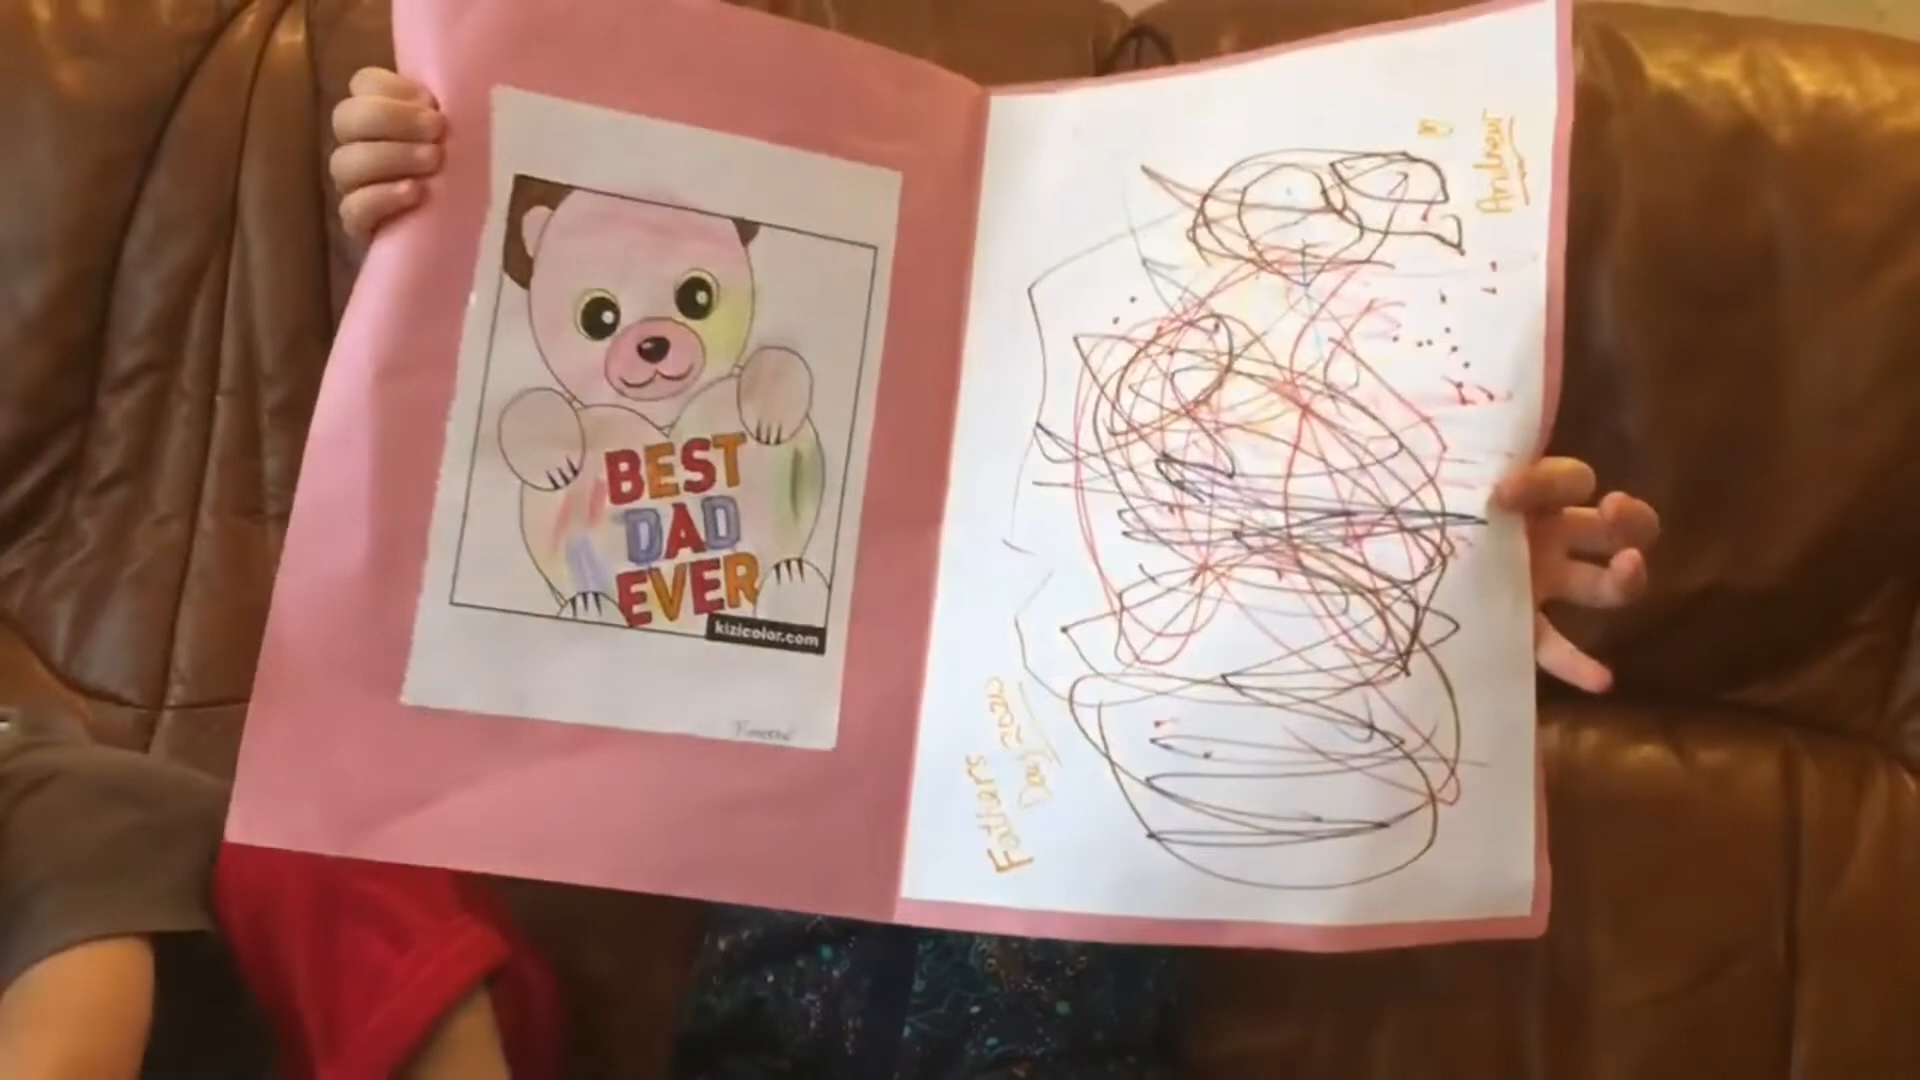 BEST
DAD
EVER
kizicolor.com
Fathers
Day 2020
Andrew